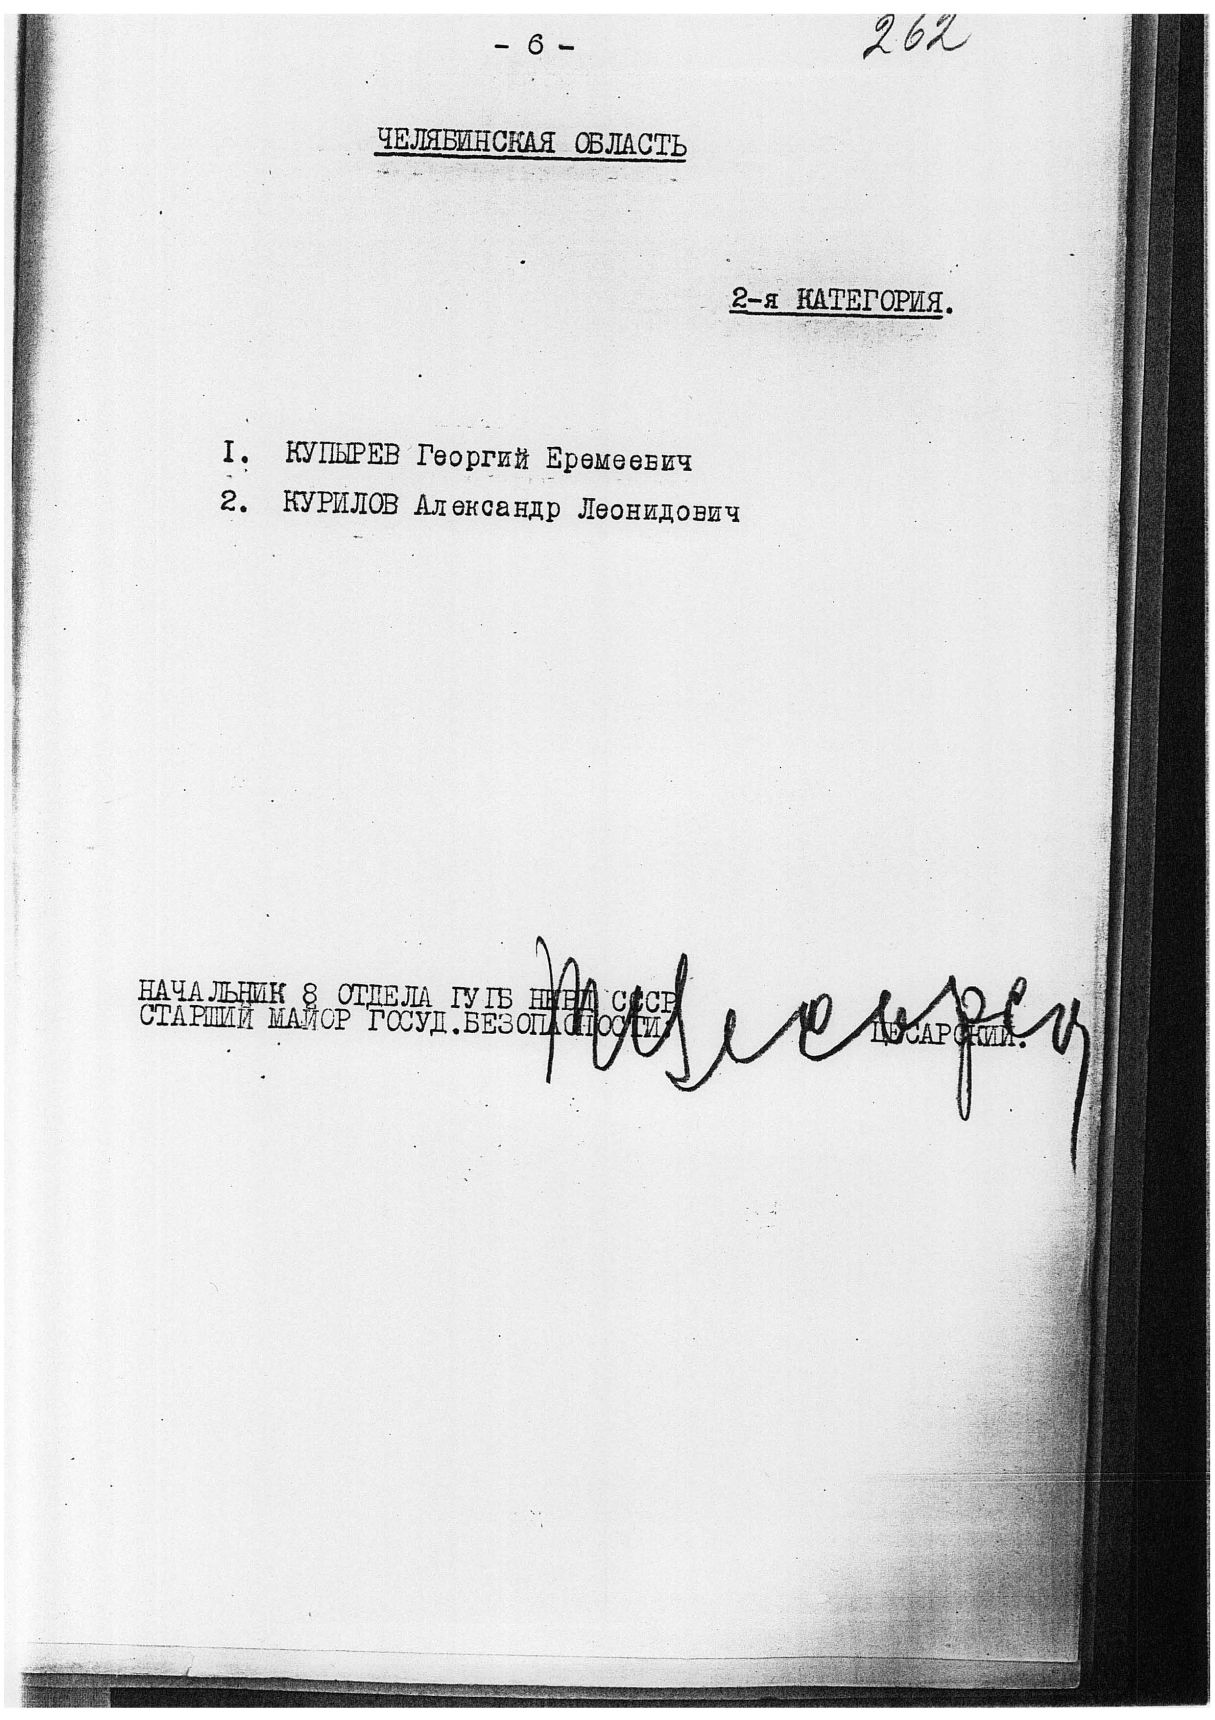 - 6 -
262
ЧЕЛЯБИНСКАЯ ОБЛАСТЬ
2-я КАТЕГОРИЯ.
I. КУПЫРЕВ Георгий Еремеевич
2. КУРИЛОВ Александр Леонидович
НАЧАЛЬНИК 8 ОТДЕЛА ГУГБ НКВД СССР
СТАРШИЙ МАЙОР ГОСУД.БЕЗОПАСНОСТИ
ЦЕСАРСКИЙ.